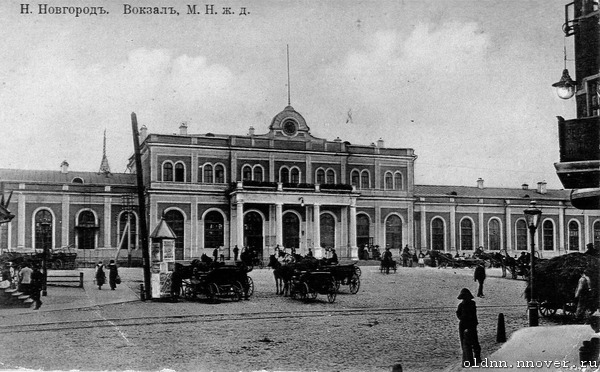 Н. Новгородъ. Вокзалъ, М. Н. ж. д.
oldnn.nnover.ru